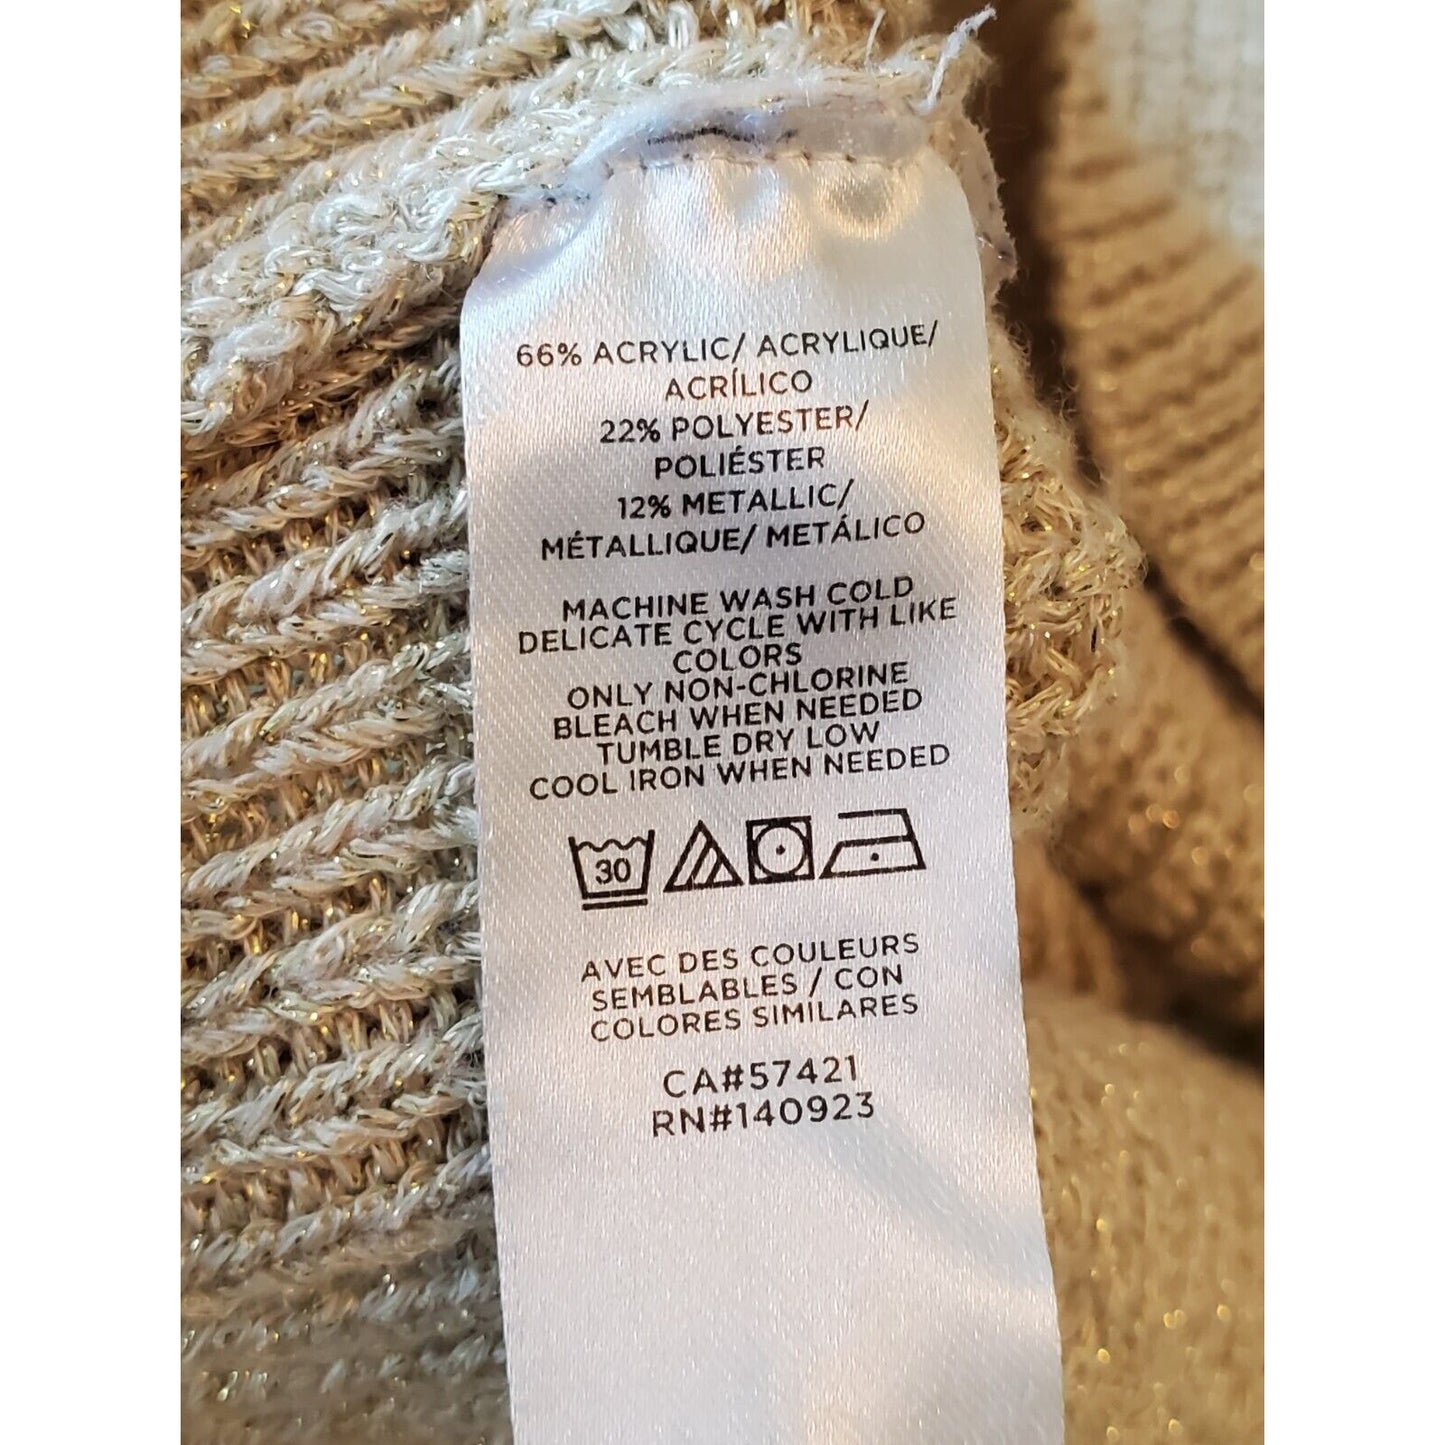 66% ACRYLIC/ ACRYLIQUE/
ACRÍLICO
22% POLYESTER/
POLIÉSTER
12% METALLIC/
MÉTALLIQUE/ METÁLICO
MACHINE WASH COLD
DELICATE CYCLE WITH LIKE
COLORS
ONLY NON-CHLORINE
BLEACH WHEN NEEDED
TUMBLE DRY LOW
COOL IRON WHEN NEEDED
30
AVEC DES COULEURS
SEMBLABLES / CON
COLORES SIMILARES
CA#57421
RN#140923